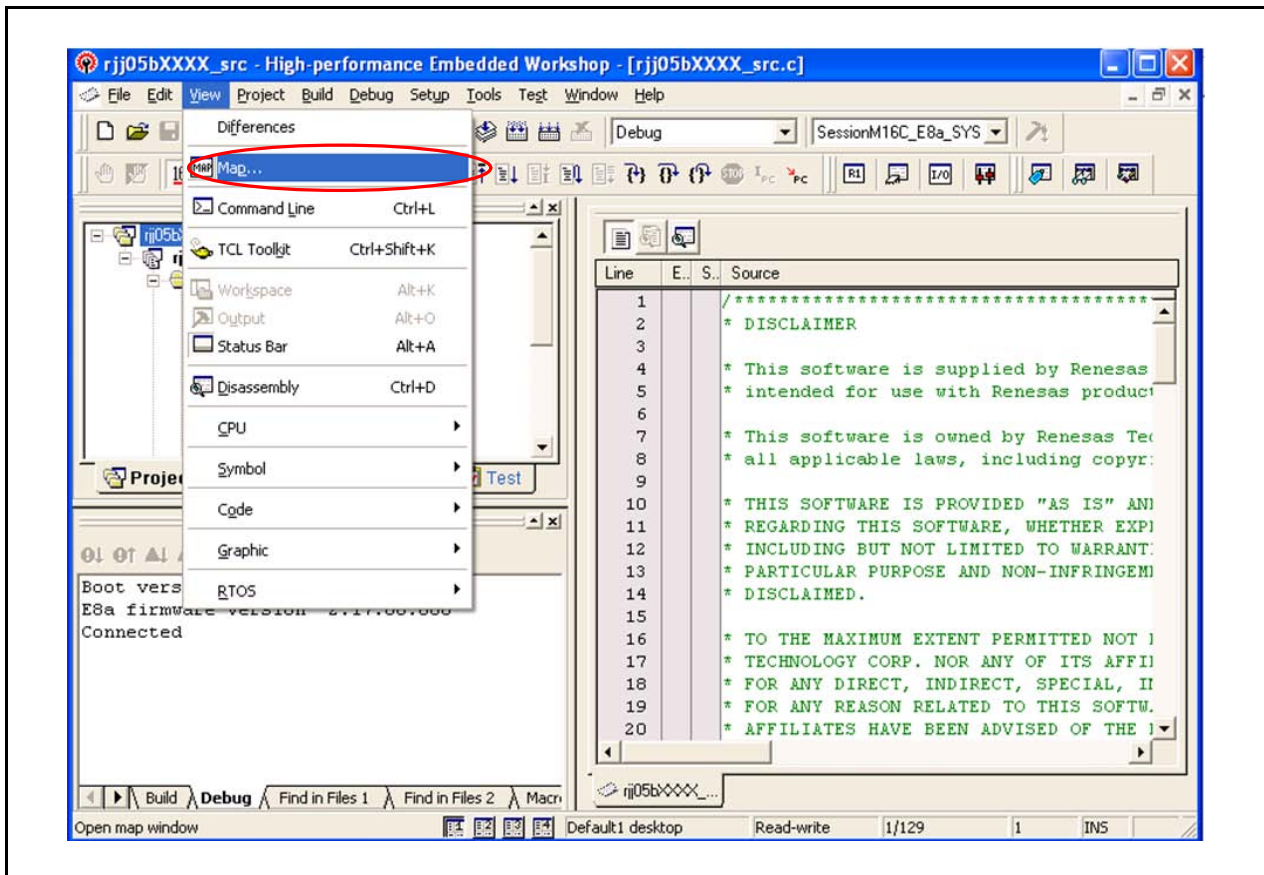 rjj05bXXXX_src - High-performance Embedded Workshop - [rjj05bXXXX_src.c]
File Edit View Project Build Debug Setup Tools Test Window Help
Debug SessionM16C_E8a_SYS
Differences
MAP Map...
Command Line Ctrl+L
TCL Toolkit Ctrl+Shift+K
Workspace Alt+K
Output Alt+O
Status Bar Alt+A
Disassembly Ctrl+D
CPU
Symbol
Code
Graphic
RTOS
Test
Boot vers
E8a firmware version
Connected
Build Debug Find in Files 1 Find in Files 2 Macr
Line E.. S.. Source
1 /*************************************
2 * DISCLAIMER
3
4 * This software is supplied by Renesas
5 * intended for use with Renesas product
6
7 * This software is owned by Renesas Tec
8 * all applicable laws, including copyr
9
10 * THIS SOFTWARE IS PROVIDED "AS IS" AND
11 * REGARDING THIS SOFTWARE, WHETHER EXPR
12 * INCLUDING BUT NOT LIMITED TO WARRANT
13 * PARTICULAR PURPOSE AND NON-INFRINGEM
14 * DISCLAIMED.
15
16 * TO THE MAXIMUM EXTENT PERMITTED NOT
17 * TECHNOLOGY CORP. NOR ANY OF ITS AFFI
18 * FOR ANY DIRECT, INDIRECT, SPECIAL, I
19 * FOR ANY REASON RELATED TO THIS SOFTW
20 * AFFILIATES HAVE BEEN ADVISED OF THE
rjj05bXXXX_...
Open map window Default1 desktop Read-write 1/129 1 INS